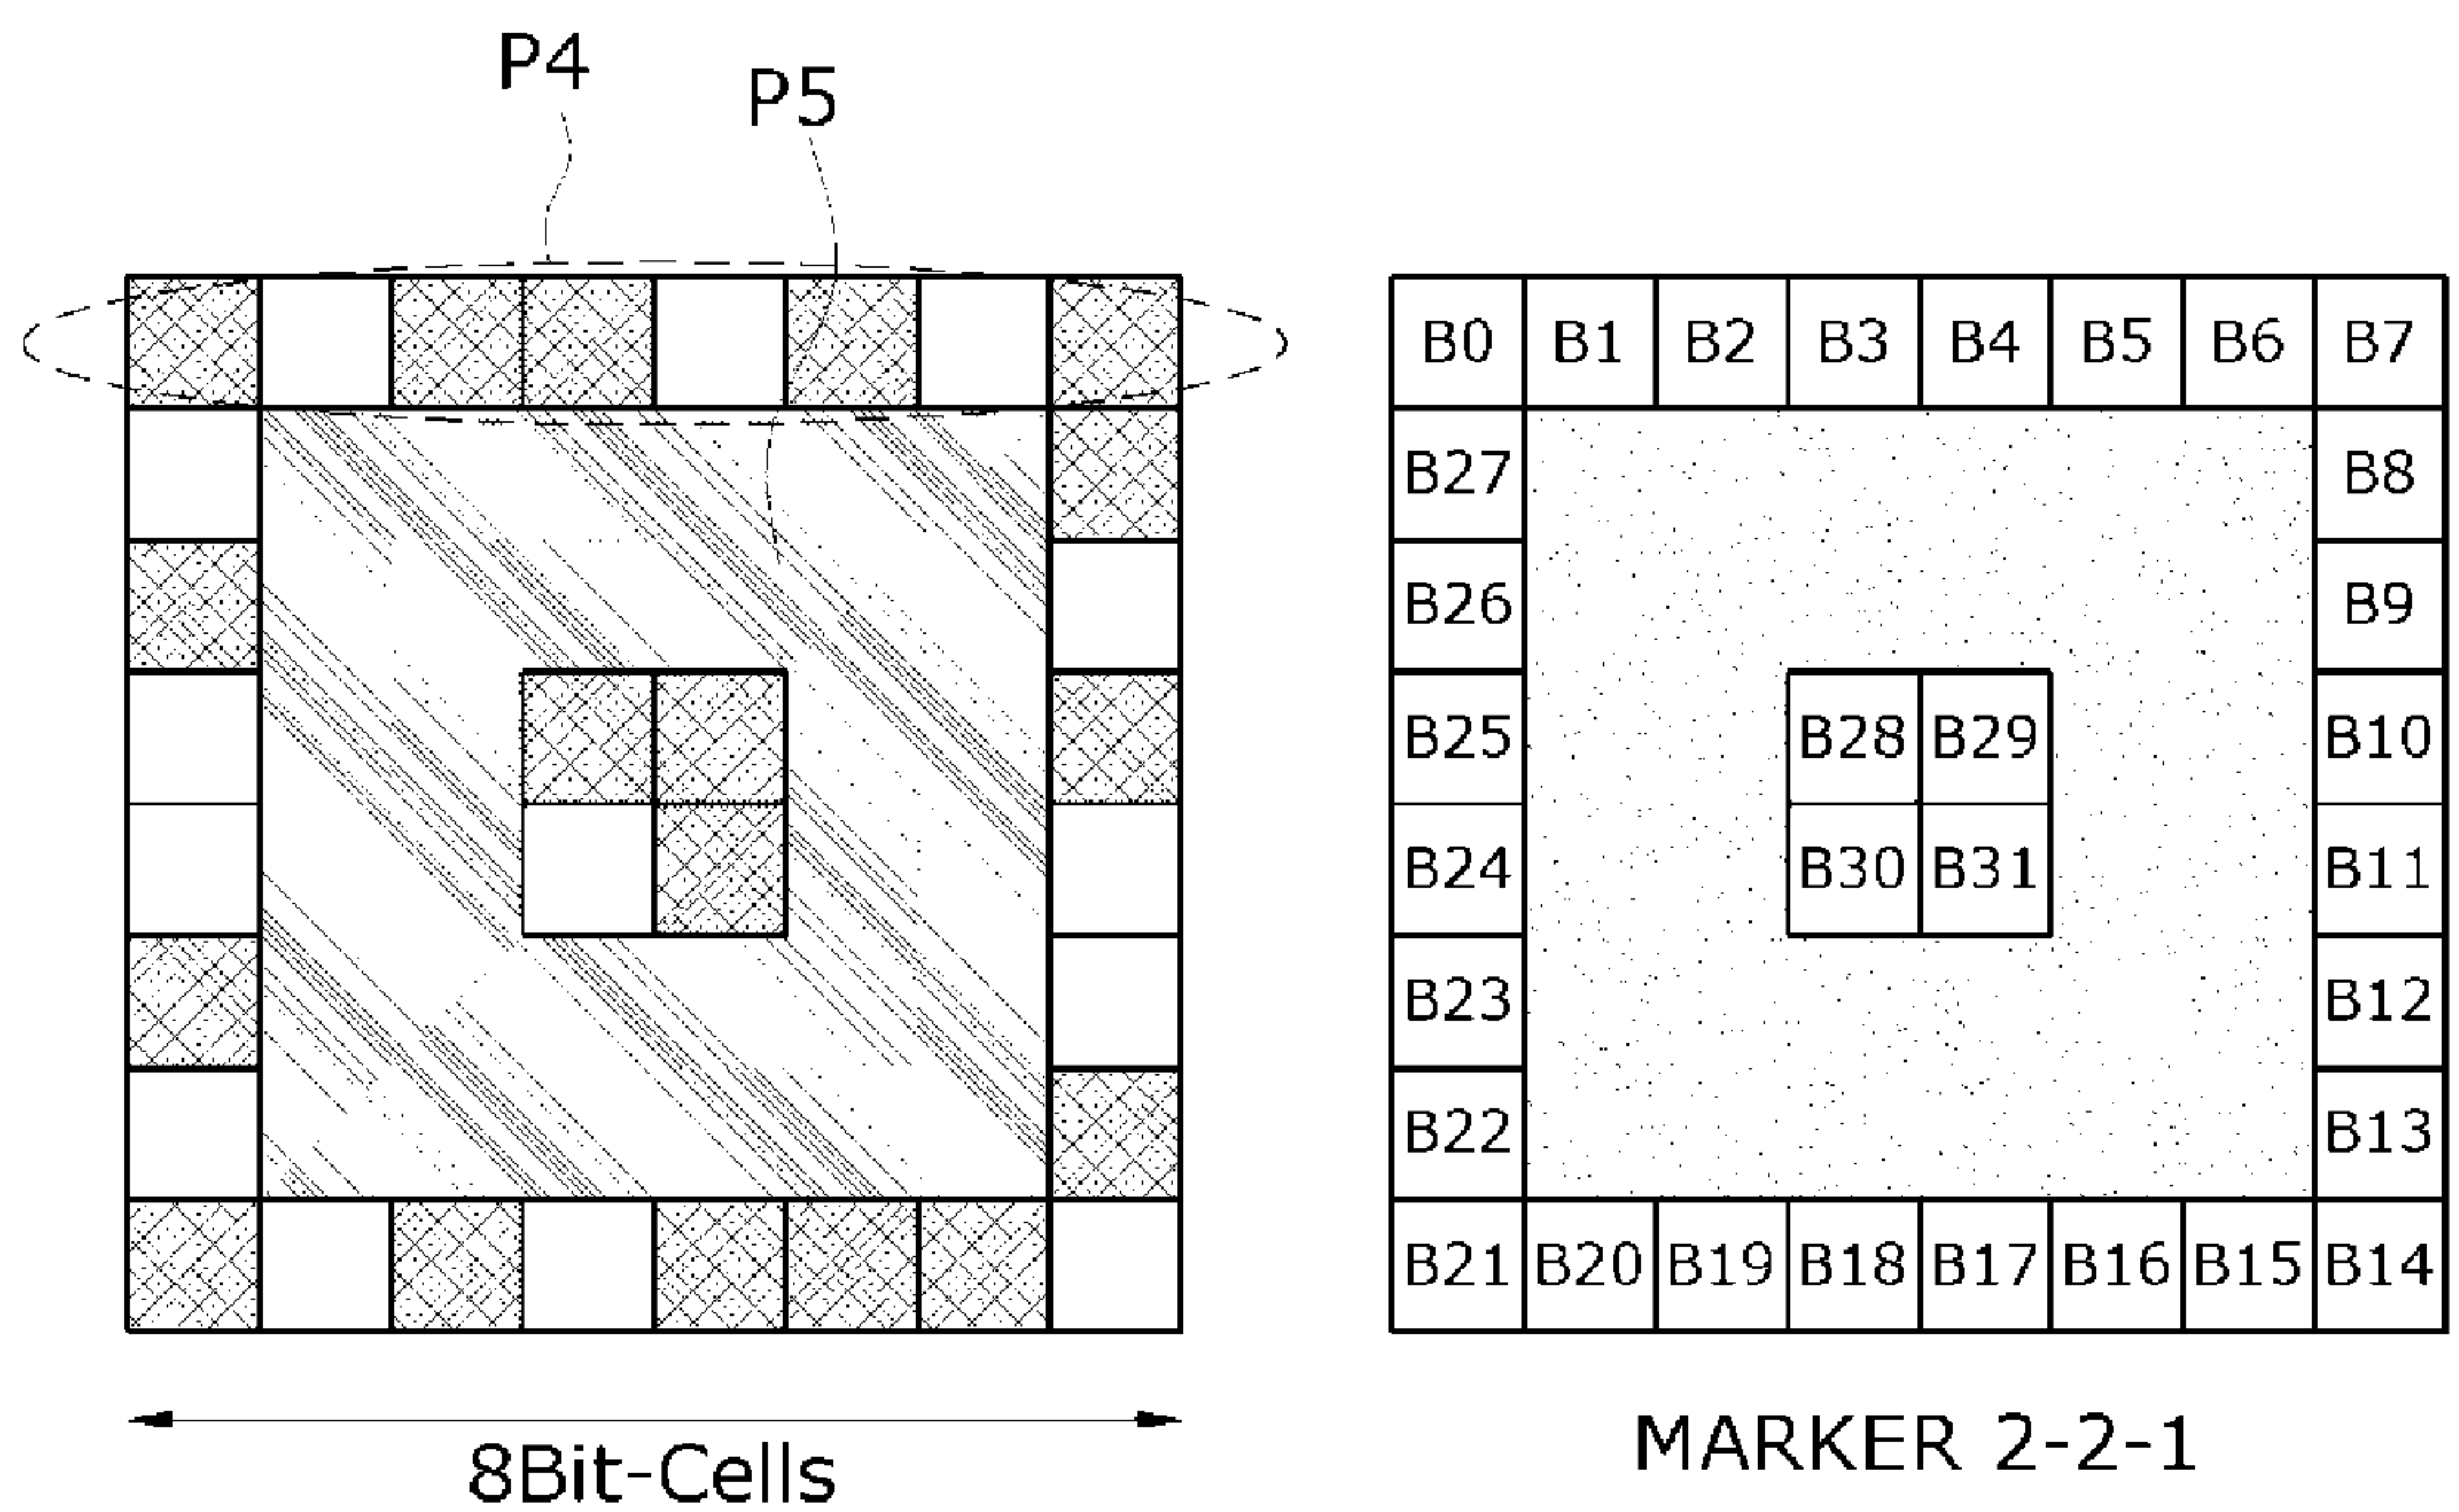 P4
P5
B0 B1 B2 B3 B4 B5 B6 B7
B27 B8
B26 B9
B25 B28 B29 B10
B24 B30 B31 B11
B23 B12
B22 B13
B21 B20 B19 B18 B17 B16 B15 B14
8Bit-Cells
MARKER 2-2-1